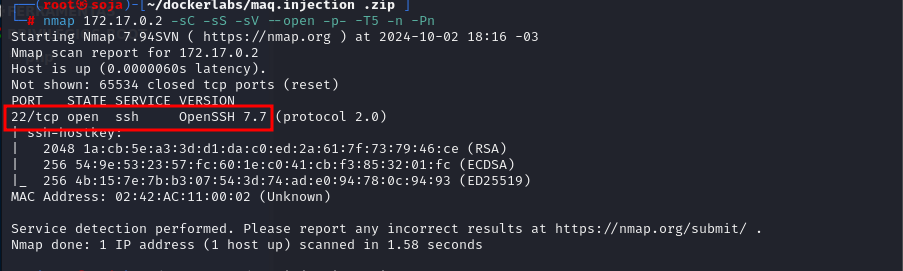 ┌──(root㉿soja)-[~/dockerlabs/maq.injection .zip ]
└─# nmap 172.17.0.2 -sC -sS -sV --open -p- -T5 -n -Pn
Starting Nmap 7.94SVN ( https://nmap.org ) at 2024-10-02 18:16 -03
Nmap scan report for 172.17.0.2
Host is up (0.0000060s latency).
Not shown: 65534 closed tcp ports (reset)
PORT   STATE SERVICE VERSION
22/tcp open  ssh     OpenSSH 7.7 (protocol 2.0)
| ssh-hostkey:
|   2048 1a:cb:5e:a3:3d:d1:da:c0:ed:2a:61:7f:73:79:46:ce (RSA)
|   256 54:9e:53:23:57:fc:60:1e:c0:41:cb:f3:85:32:01:fc (ECDSA)
|_  256 4b:15:7e:7b:b3:07:54:3d:74:ad:e0:94:78:0c:94:93 (ED25519)
MAC Address: 02:42:AC:11:00:02 (Unknown)
Service detection performed. Please report any incorrect results at https://nmap.org/submit/ .
Nmap done: 1 IP address (1 host up) scanned in 1.58 seconds